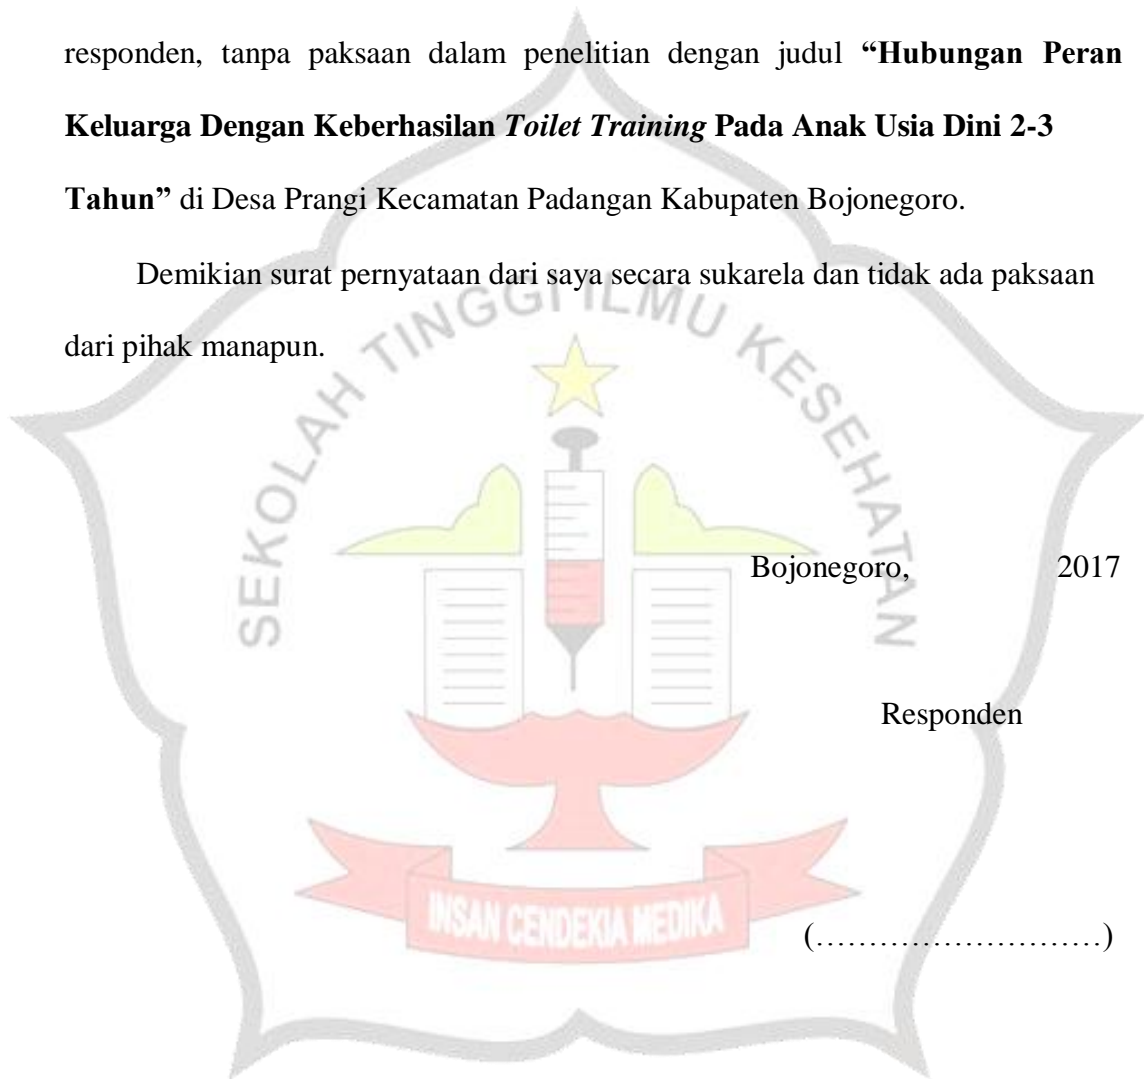 responden, tanpa paksaan dalam penelitian dengan judul “Hubungan Peran
Keluarga Dengan Keberhasilan Toilet Training Pada Anak Usia Dini 2-3
Tahun” di Desa Prangi Kecamatan Padangan Kabupaten Bojonegoro.
Demikian surat pernyataan dari saya secara sukarela dan tidak ada paksaan
dari pihak manapun.
SEKOLAH TINGGI ILMU KESEHATAN
Bojonegoro, 2017
Responden
INSAN CENDEKIA MEDIKA
(………………………)